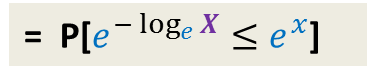 = P[e^{– log_e X} ≤ e^x]